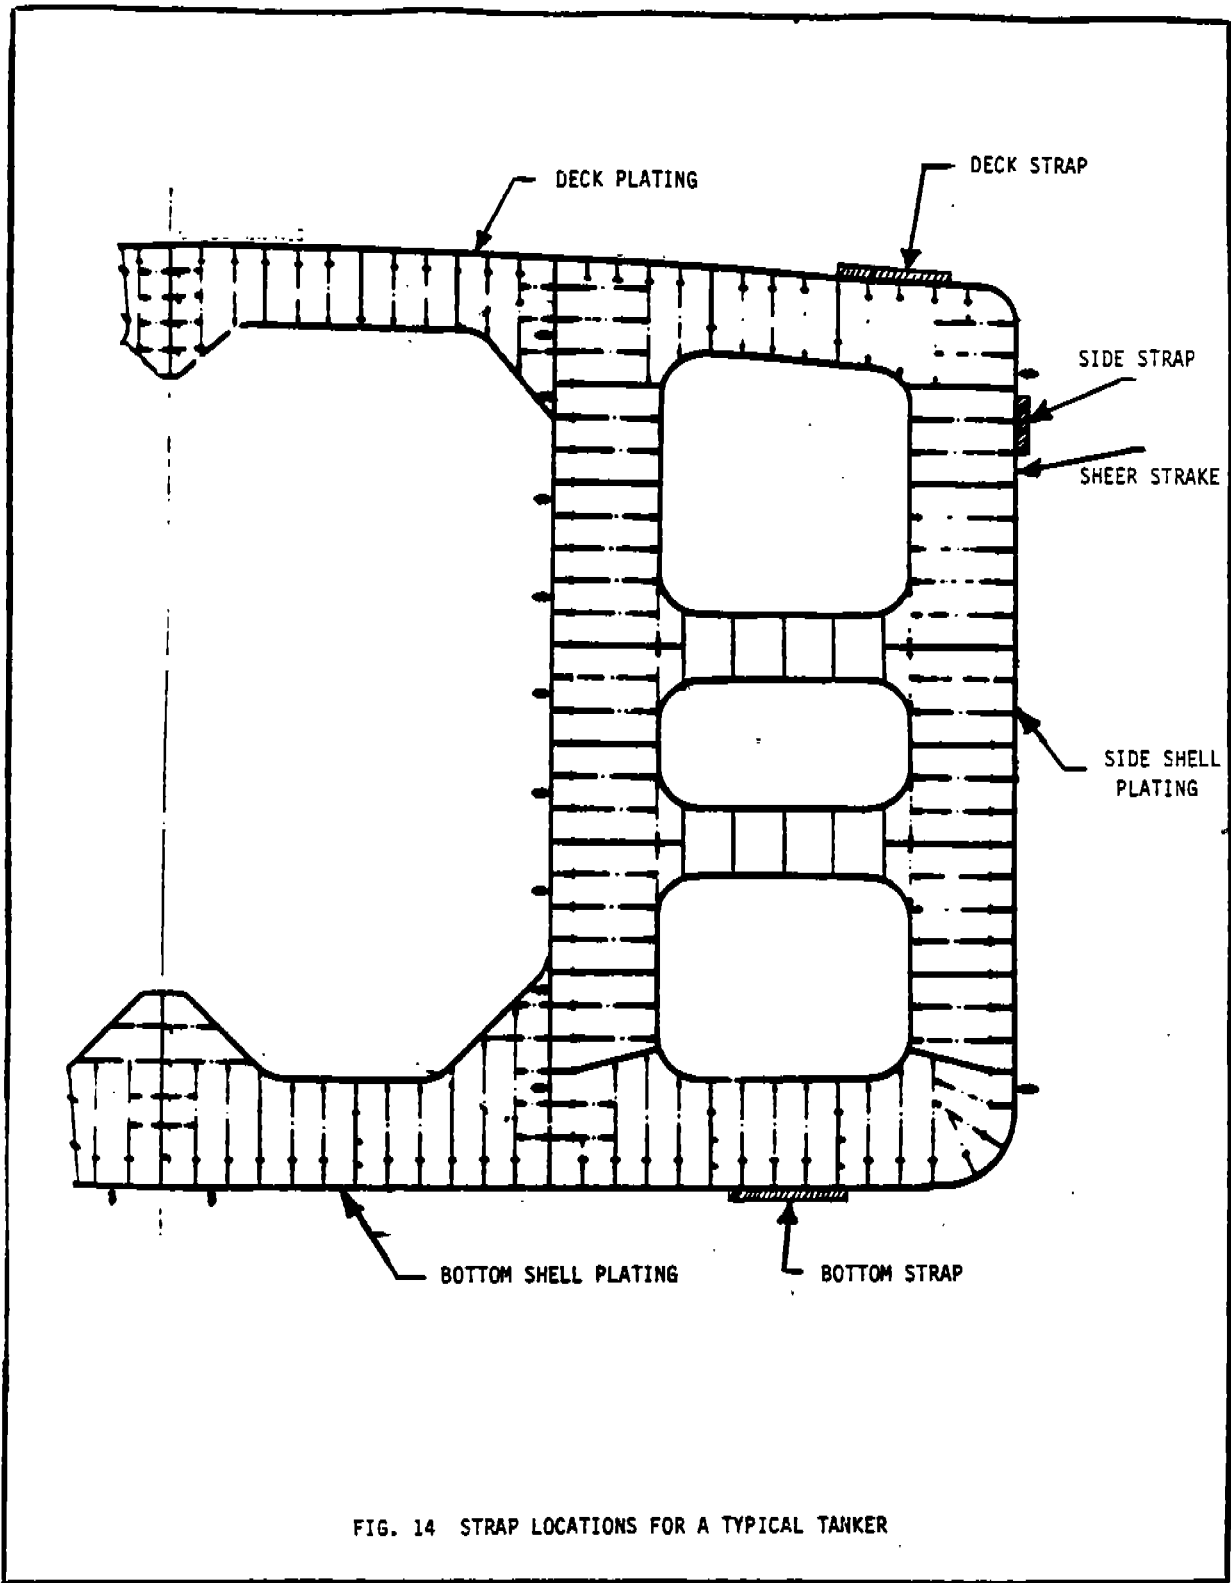 DECK PLATING
DECK STRAP
SIDE STRAP
SHEER STRAKE
SIDE SHELL
PLATING
BOTTOM SHELL PLATING
BOTTOM STRAP
FIG. 14 STRAP LOCATIONS FOR A TYPICAL TANKER